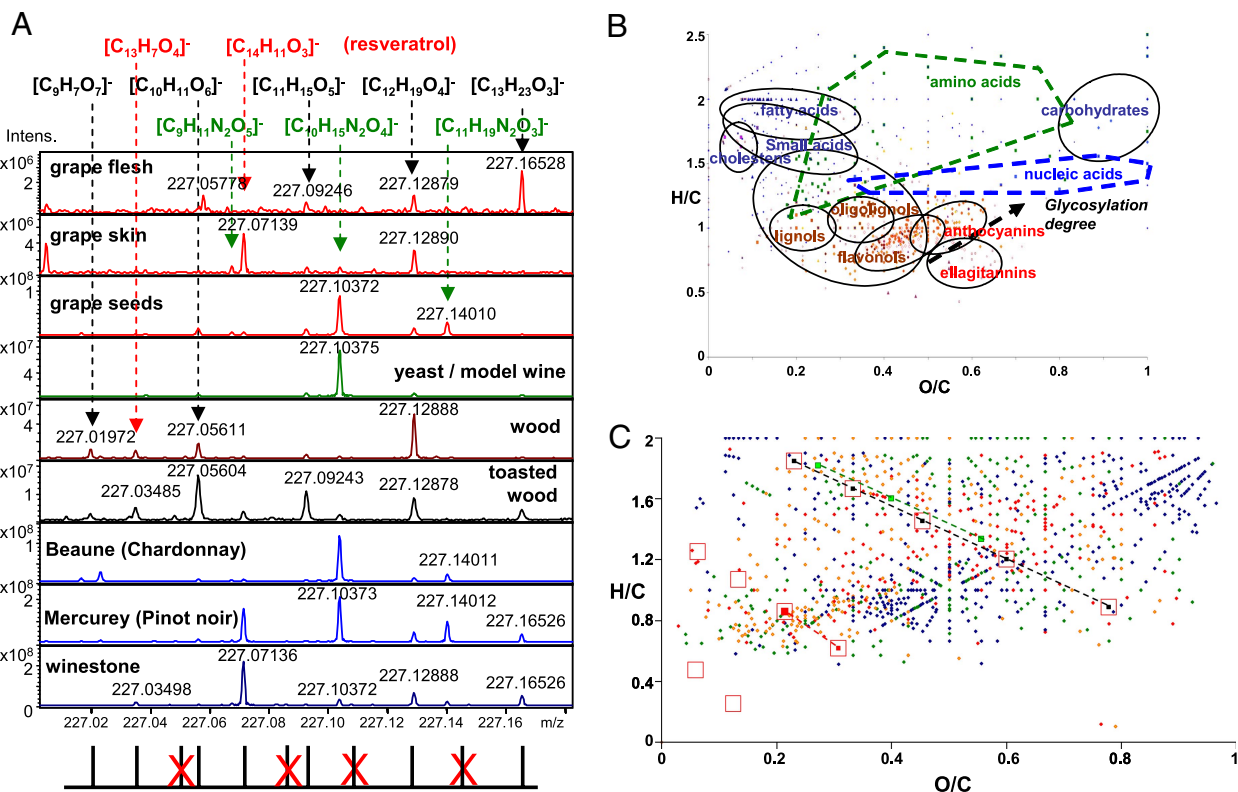 A
[C13H7O4]- [C14H11O3]- (resveratrol)
[C9H7O7]- [C10H11O6]- [C11H15O5]- [C12H19O4]- [C13H23O3]-
[C9H11N2O5]- [C10H15N2O4]- [C11H19N2O3]-
Intens.
x10^6
2
grape flesh
227.05778
227.09246
227.12879
227.16528
x10^6
4
grape skin
227.07139
227.12890
x10^8
1
grape seeds
227.10372
227.14010
x10^7
4
227.10375
yeast / model wine
x10^7
4
227.01972
227.05611
227.12888
wood
x10^7
1
227.03485
227.05604
227.09243
227.12878
toasted
wood
x10^8
1
Beaune (Chardonnay)
227.14011
x10^8
2
Mercurey (Pinot noir)
227.10373
227.14012
227.16526
x10^8
2
0
winestone
227.03498
227.07136
227.10372
227.12888
227.16526
227.02 227.04 227.06 227.08 227.10 227.12 227.14 227.16 m/z
X X X X
B
2.5
2
1.5
H/C
1
0.5
0
0 0.2 0.4 0.6 0.8 1
O/C
amino acids
fatty acids
carbohydrates
Small acids
cholestens
nucleic acids
Glycosylation
degree
oligolignols
lignols
anthocyanins
flavonols
ellagitannins
C
2
1.6
1.2
H/C
0.8
0.4
0
0 0.2 0.4 0.6 0.8 1
O/C